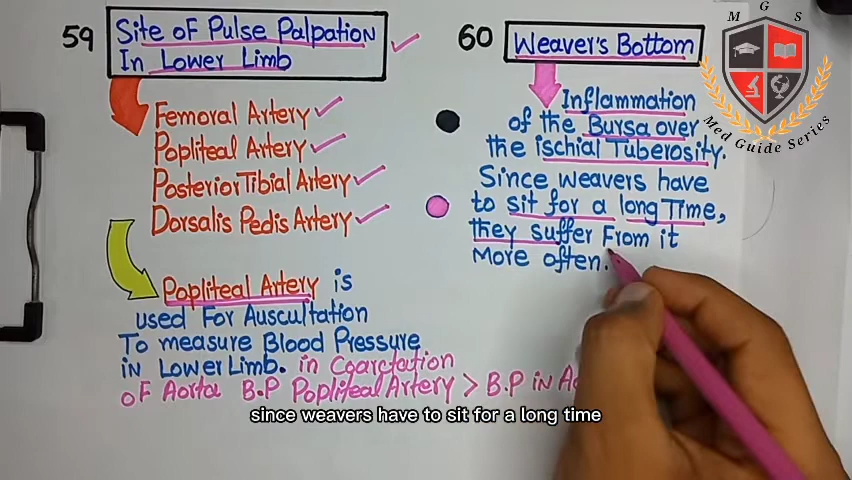 59
Site of Pulse Palpation
In Lower Limb
Femoral Artery
Popliteal Artery
Posterior Tibial Artery
Dorsalis Pedis Artery
Popliteal Artery is
used For Auscultation
To measure Blood Pressure
in Lower Limb. in Coarctation
of Aorta B.P Popliteal Artery > B.P in
60
Weaver's Bottom
Inflammation
of the Bursa over
the ischial Tuberosity.
Since weavers have
to sit for a long Time,
they suffer From it
More often.
MGS
Med Guide Series
since weavers have to sit for a long time